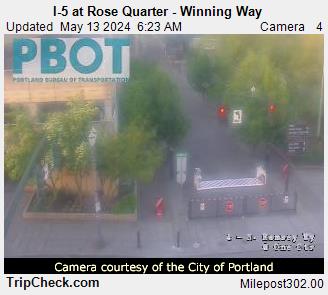 I-5 at Rose Quarter - Winning Way
Updated May 13 2024 6:23 AM Camera 4
PBOT
PORTLAND BUREAU OF TRANSPORTATION
Camera courtesy of the City of Portland
TripCheck.com Milepost302.00